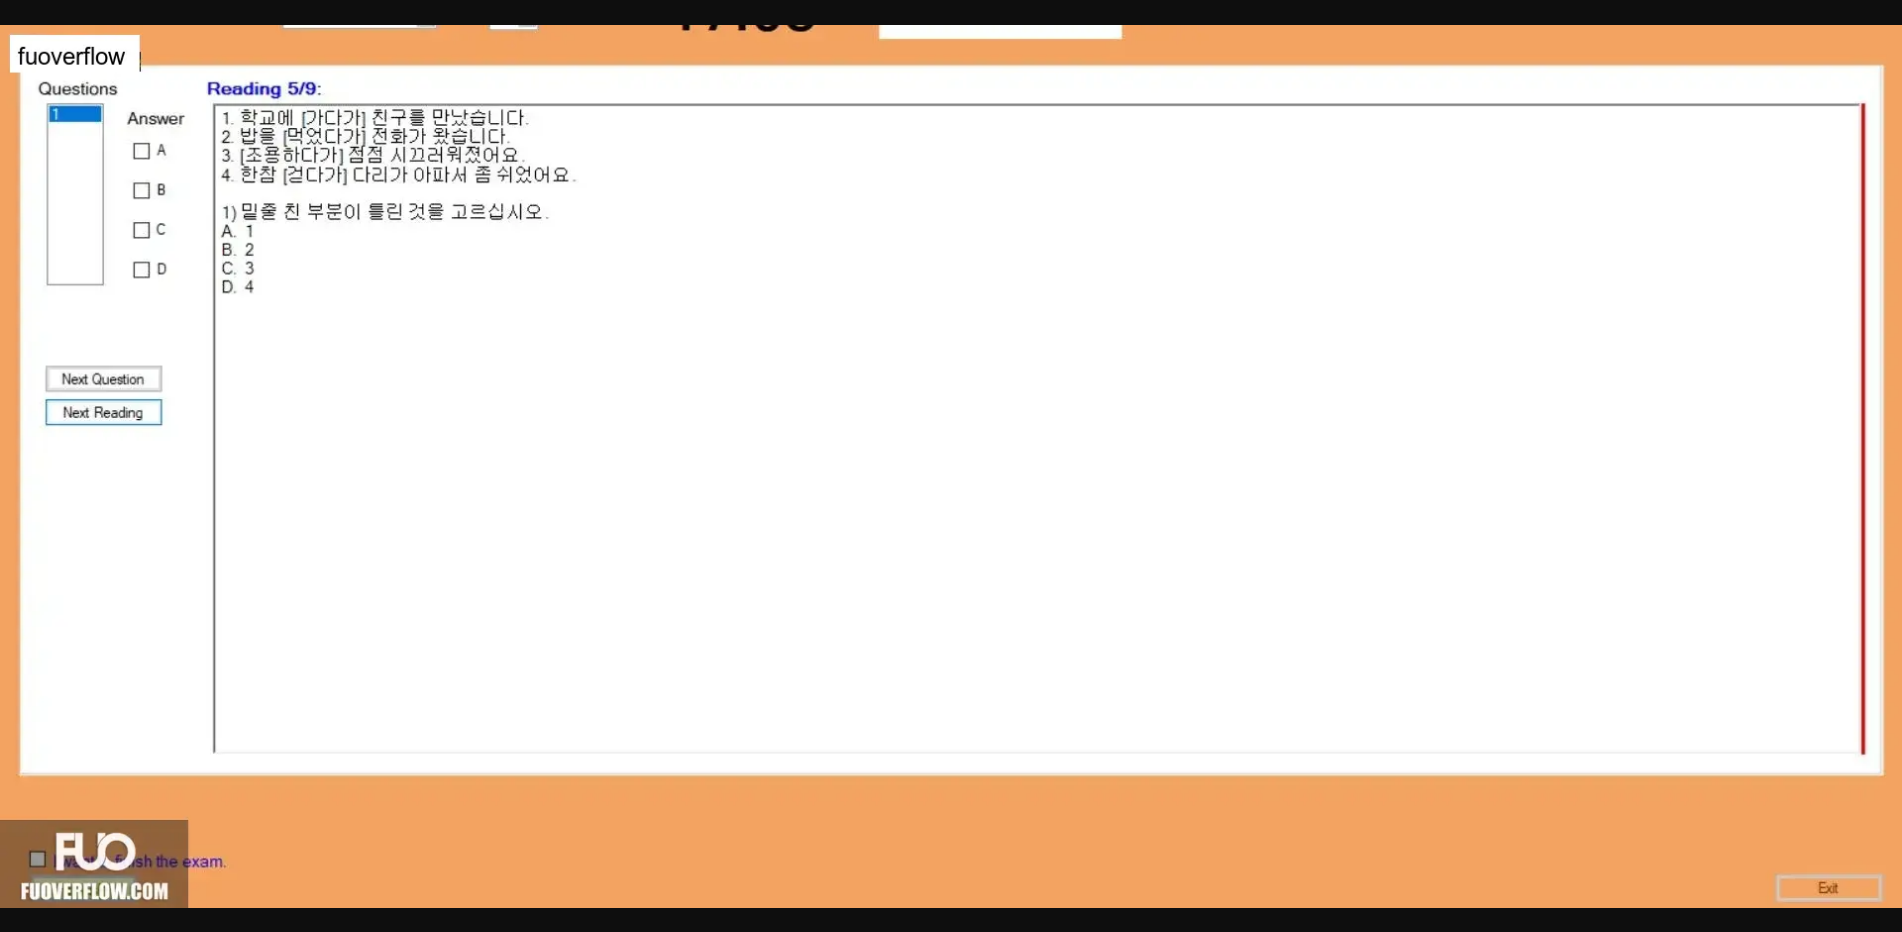 fuoverflow
Questions
Reading 5/9:
1
Answer
A
B
C
D
1. 학교에 [가다가] 친구를 만났습니다.
2. 밥을 [먹었다가] 전화가 왔습니다.
3. [조용하다가] 점점 시끄러워졌어요.
4. 한참 [걷다가] 다리가 아파서 좀 쉬었어요.
1) 밑줄 친 부분이 틀린 것을 고르십시오.
A. 1
B. 2
C. 3
D. 4
Next Question
Next Reading
FUO
finish the exam.
FUOVERFLOW.COM
Exit